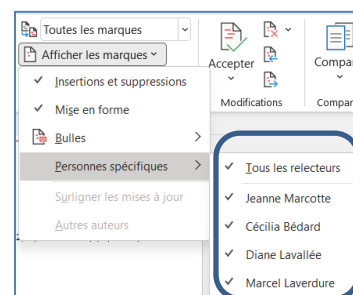 Toutes les marques
Afficher les marques
Insertions et suppressions
Mise en forme
Bulles
Personnes spécifiques
Surligner les mises à jour
Autres auteurs
Accepter
Modifications
Compar
Compar
Tous les relecteurs
Jeanne Marcotte
Cécilia Bédard
Diane Lavallée
Marcel Laverdure